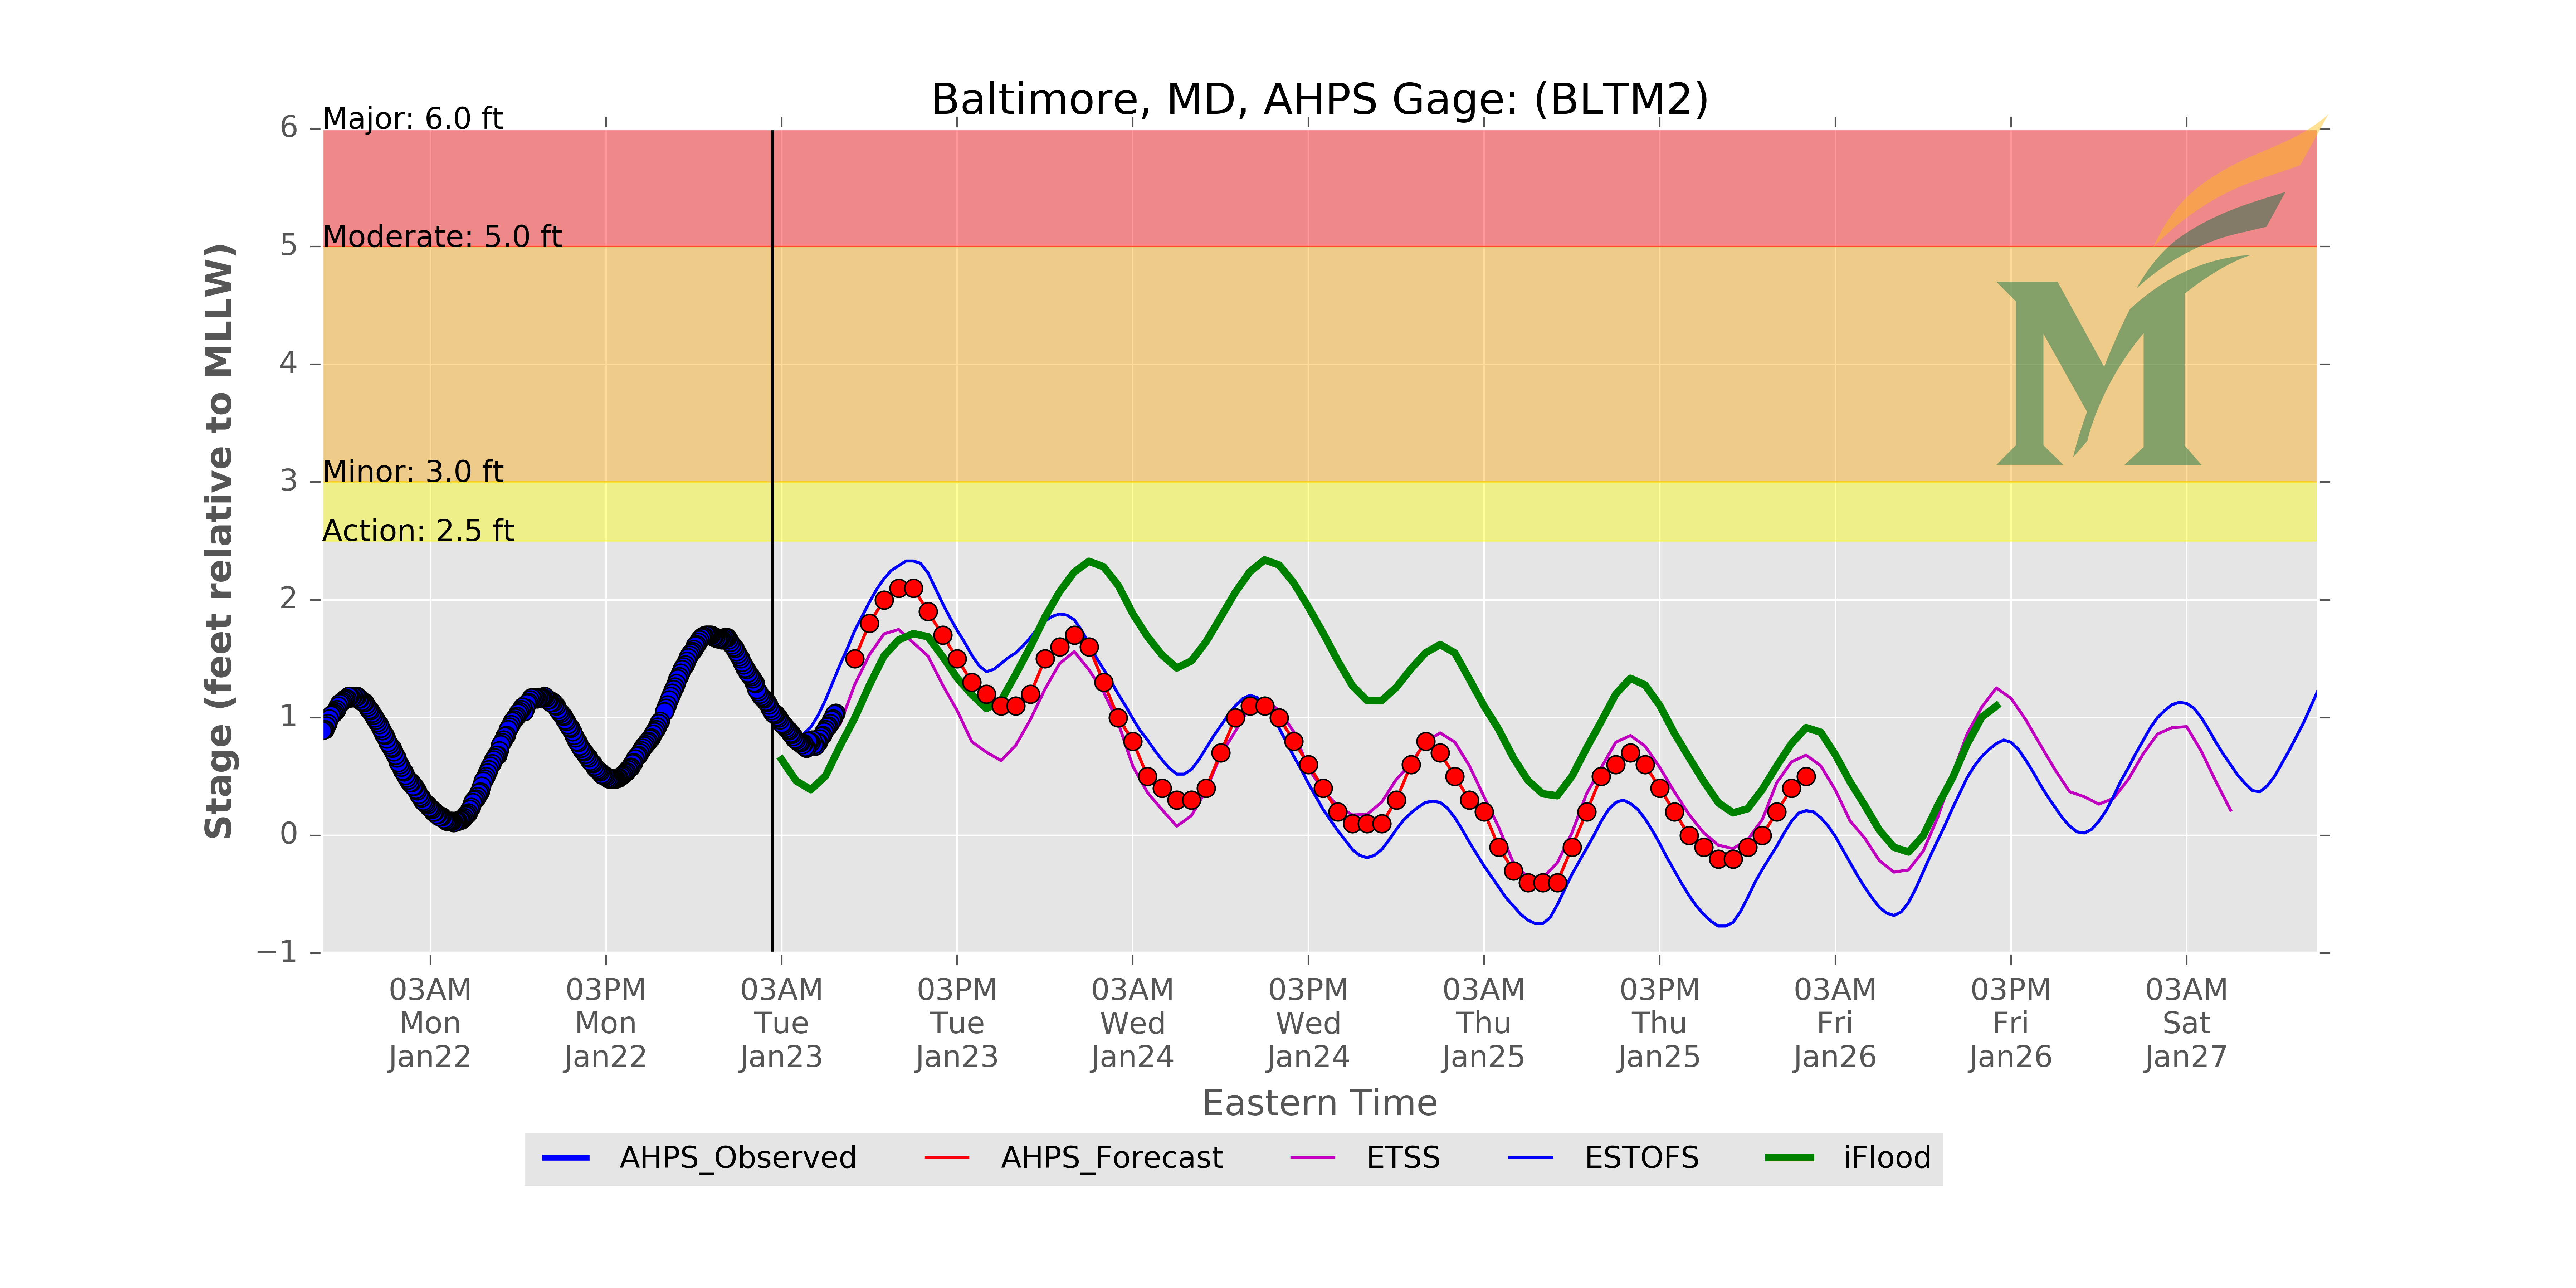 Baltimore, MD, AHPS Gage: (BLTM2)
Major: 6.0 ft
Moderate: 5.0 ft
Minor: 3.0 ft
Action: 2.5 ft
6
5
4
3
2
1
0
−1
Stage (feet relative to MLLW)
03AM 03PM 03AM 03PM 03AM 03PM 03AM 03PM 03AM 03PM 03AM
Mon Mon Tue Tue Wed Wed Thu Thu Fri Fri Sat
Jan22 Jan22 Jan23 Jan23 Jan24 Jan24 Jan25 Jan25 Jan26 Jan26 Jan27
Eastern Time
AHPS_Observed AHPS_Forecast ETSS ESTOFS iFlood
M